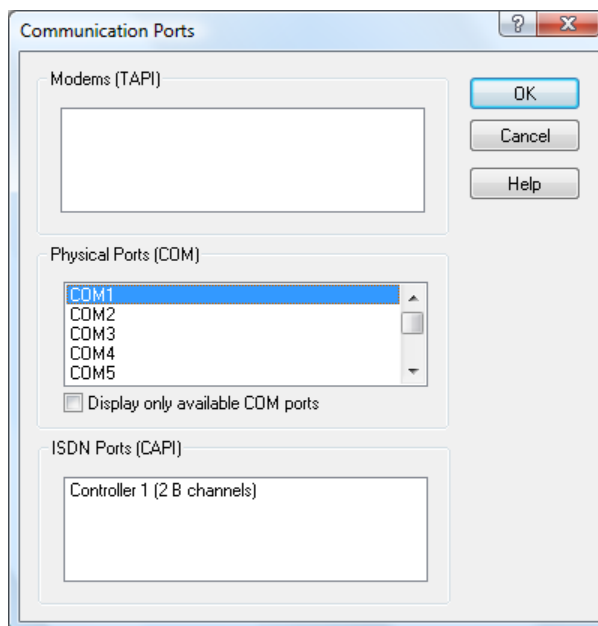 Communication Ports
?
X
Modems (TAPI)
OK
Cancel
Help
Physical Ports (COM)
COM1
COM2
COM3
COM4
COM5
Display only available COM ports
ISDN Ports (CAPI)
Controller 1 (2 B channels)